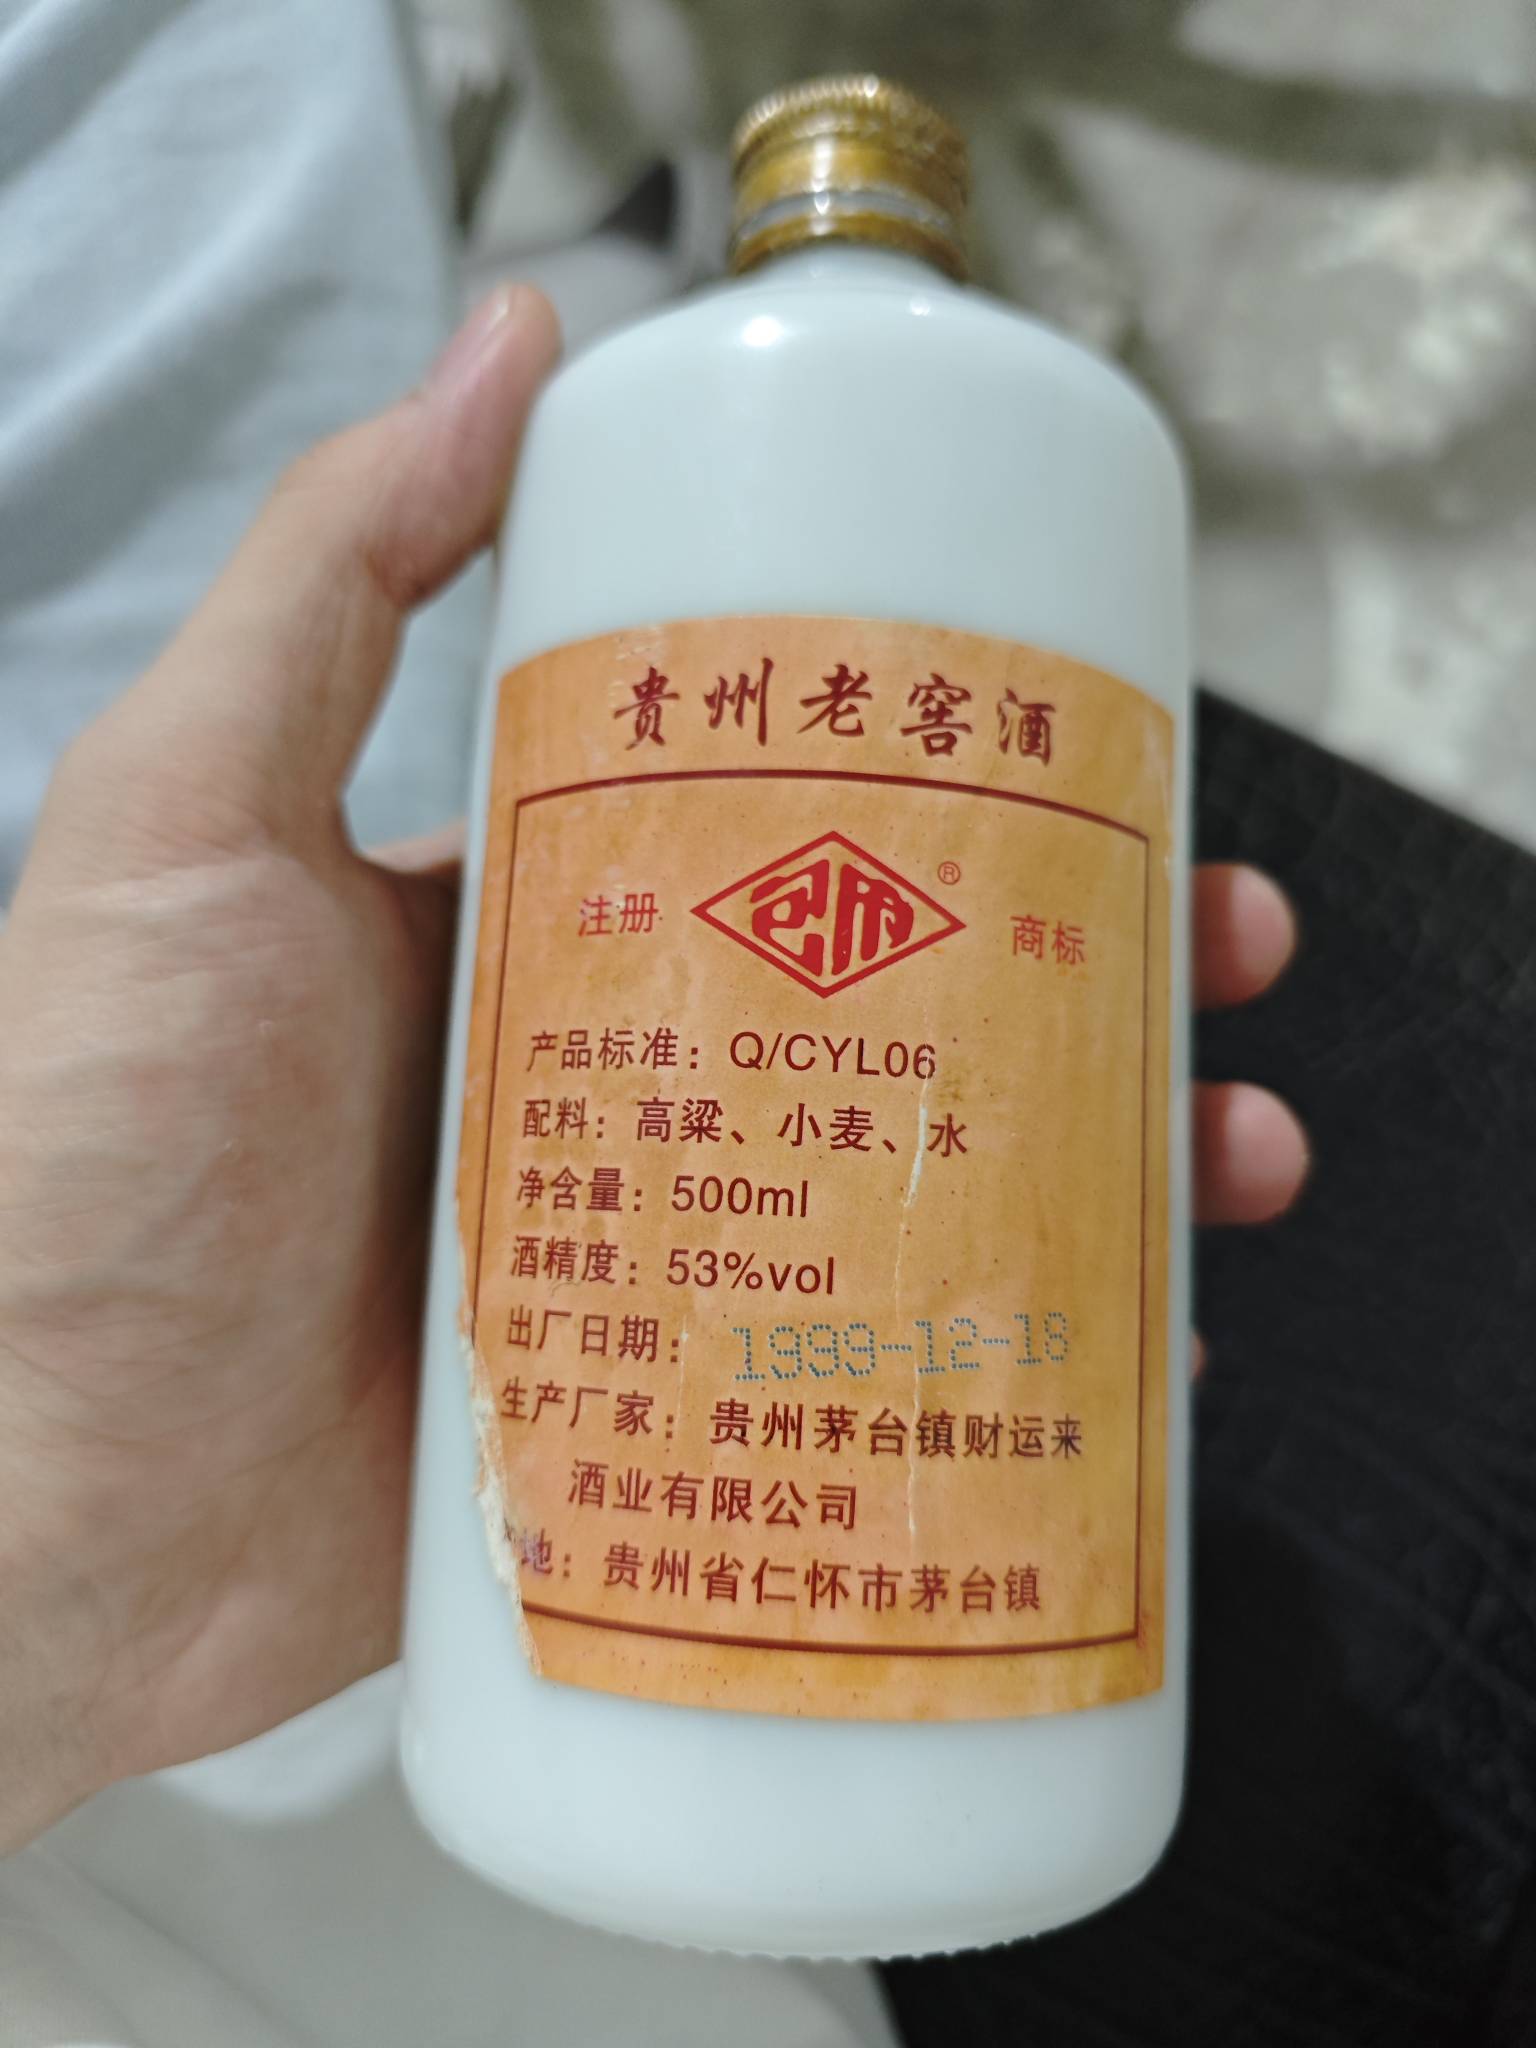 贵州老窖酒
注册 ® 商标
产品标准：Q/CYL06
配料：高粱、小麦、水
净含量：500ml
酒精度：53%vol
出厂日期：1999-12-18
生产厂家：贵州茅台镇财运来
酒业有限公司
地：贵州省仁怀市茅台镇